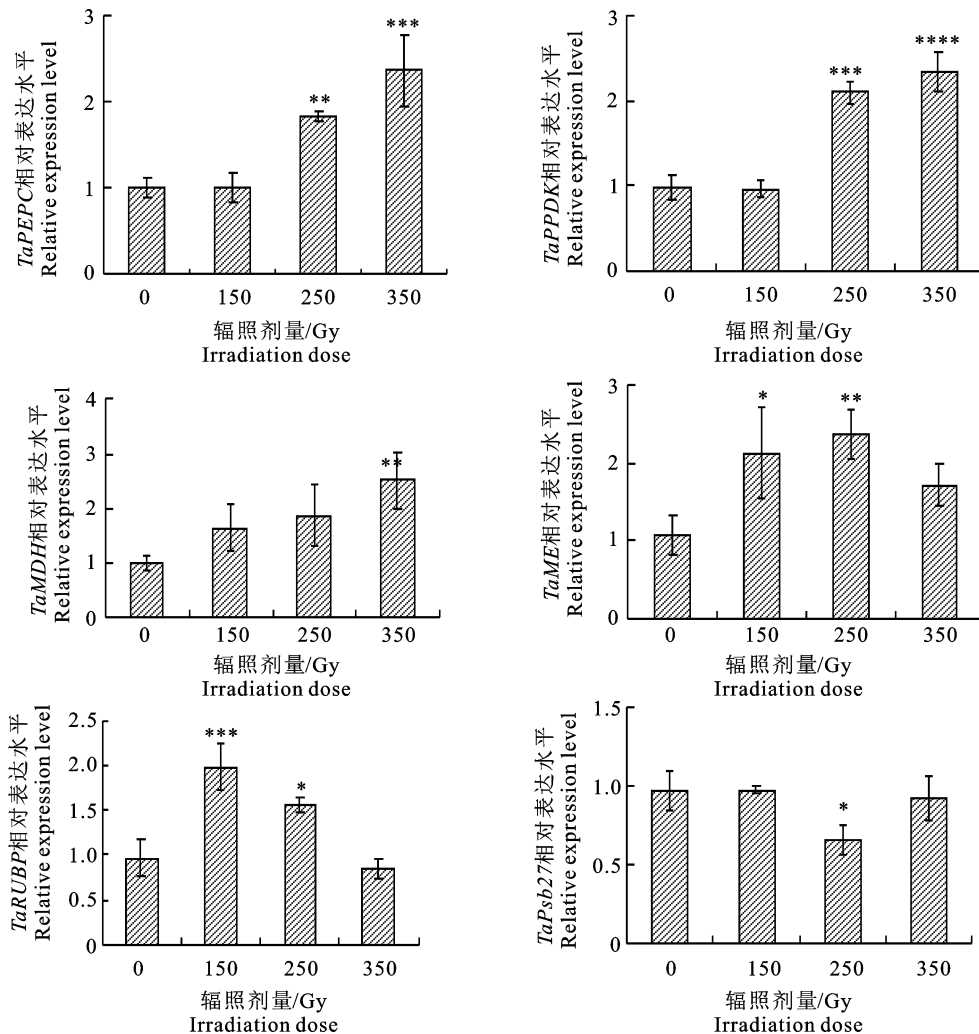 TaPEPC相对表达水平
Relative expression level
3
2
1
0
**
***
0 150 250 350
辐照剂量/Gy
Irradiation dose
TaPPDK相对表达水平
Relative expression level
3
2
1
0
***
****
0 150 250 350
辐照剂量/Gy
Irradiation dose
TaMDH相对表达水平
Relative expression level
4
3
2
1
0
**
0 150 250 350
辐照剂量/Gy
Irradiation dose
TaME相对表达水平
Relative expression level
3
2
1
0
*
**
0 150 250 350
辐照剂量/Gy
Irradiation dose
TaRUBP相对表达水平
Relative expression level
2.5
2.0
1.5
1.0
0.5
0
***
*
0 150 250 350
辐照剂量/Gy
Irradiation dose
TaPsb27相对表达水平
Relative expression level
1.5
1.0
0.5
0
*
0 150 250 350
辐照剂量/Gy
Irradiation dose